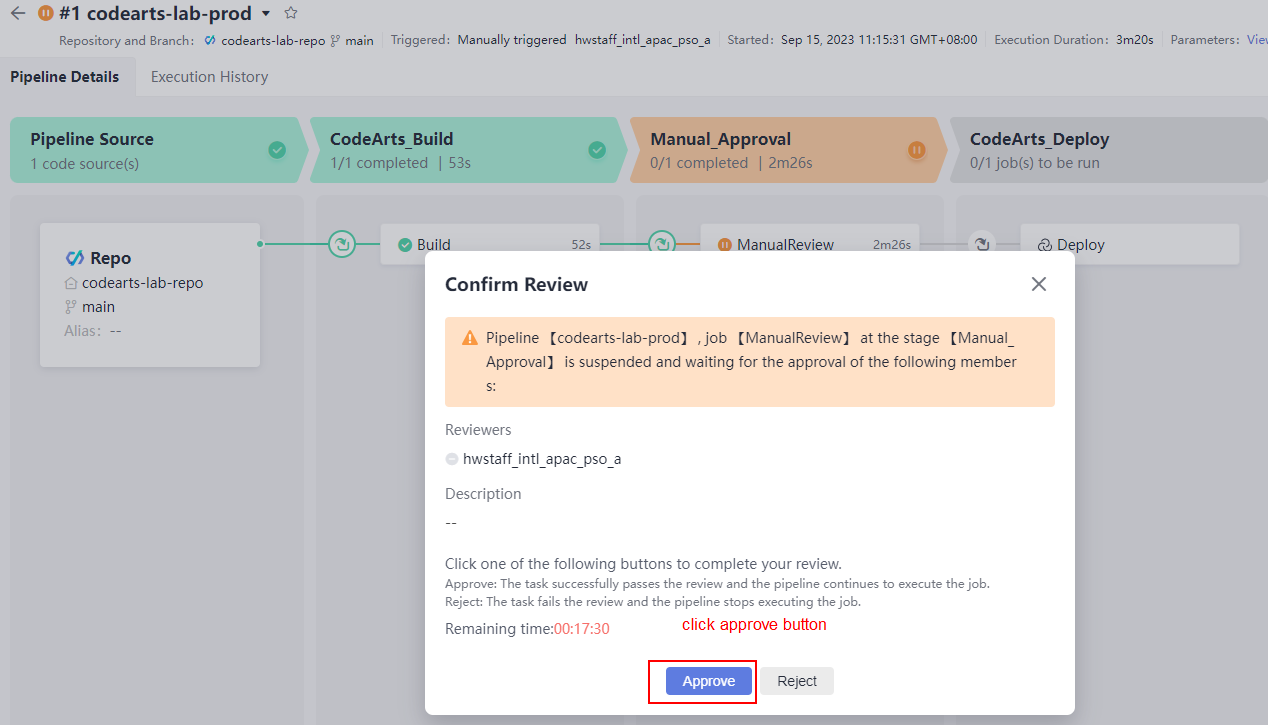 #1 codearts-lab-prod
Repository and Branch: codearts-lab-repo main Triggered: Manually triggered hwstaff_intl_apac_pso_a Started: Sep 15, 2023 11:15:31 GMT+08:00 Execution Duration: 3m20s Parameters: View
Pipeline Details Execution History
Pipeline Source
1 code source(s)
CodeArts_Build
1/1 completed | 53s
Manual_Approval
0/1 completed | 2m26s
CodeArts_Deploy
0/1 job(s) to be run
Repo
codearts-lab-repo
main
Alias: --
Build 52s
ManualReview 2m26s
Deploy
Confirm Review
Pipeline 【codearts-lab-prod】 , job 【ManualReview】 at the stage 【Manual_
Approval】 is suspended and waiting for the approval of the following member
s:
Reviewers
hwstaff_intl_apac_pso_a
Description
--
Click one of the following buttons to complete your review.
Approve: The task successfully passes the review and the pipeline continues to execute the job.
Reject: The task fails the review and the pipeline stops executing the job.
Remaining time:00:17:30
click approve button
Approve Reject